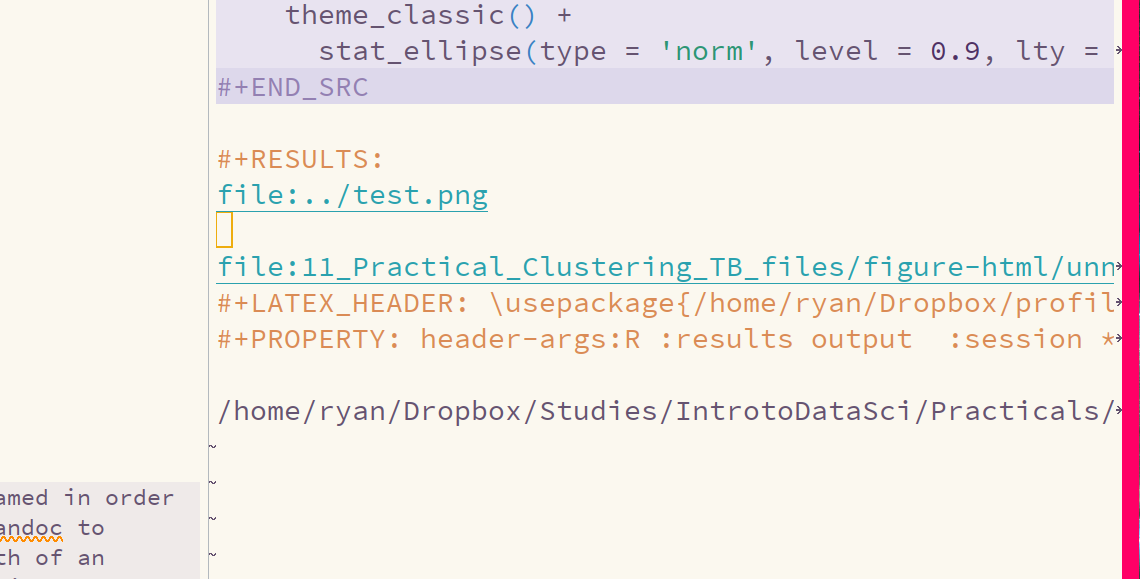 theme_classic() +
stat_ellipse(type = 'norm', level = 0.9, lty =
#+END_SRC
#+RESULTS:
file:../test.png
file:11_Practical_Clustering_TB_files/figure-html/unn
#+LATEX_HEADER: \usepackage{/home/ryan/Dropbox/profil
#+PROPERTY: header-args:R :results output  :session *
/home/ryan/Dropbox/Studies/IntrotoDataSci/Practicals/
~
~
~
~
amed in order
andoc to
th of an